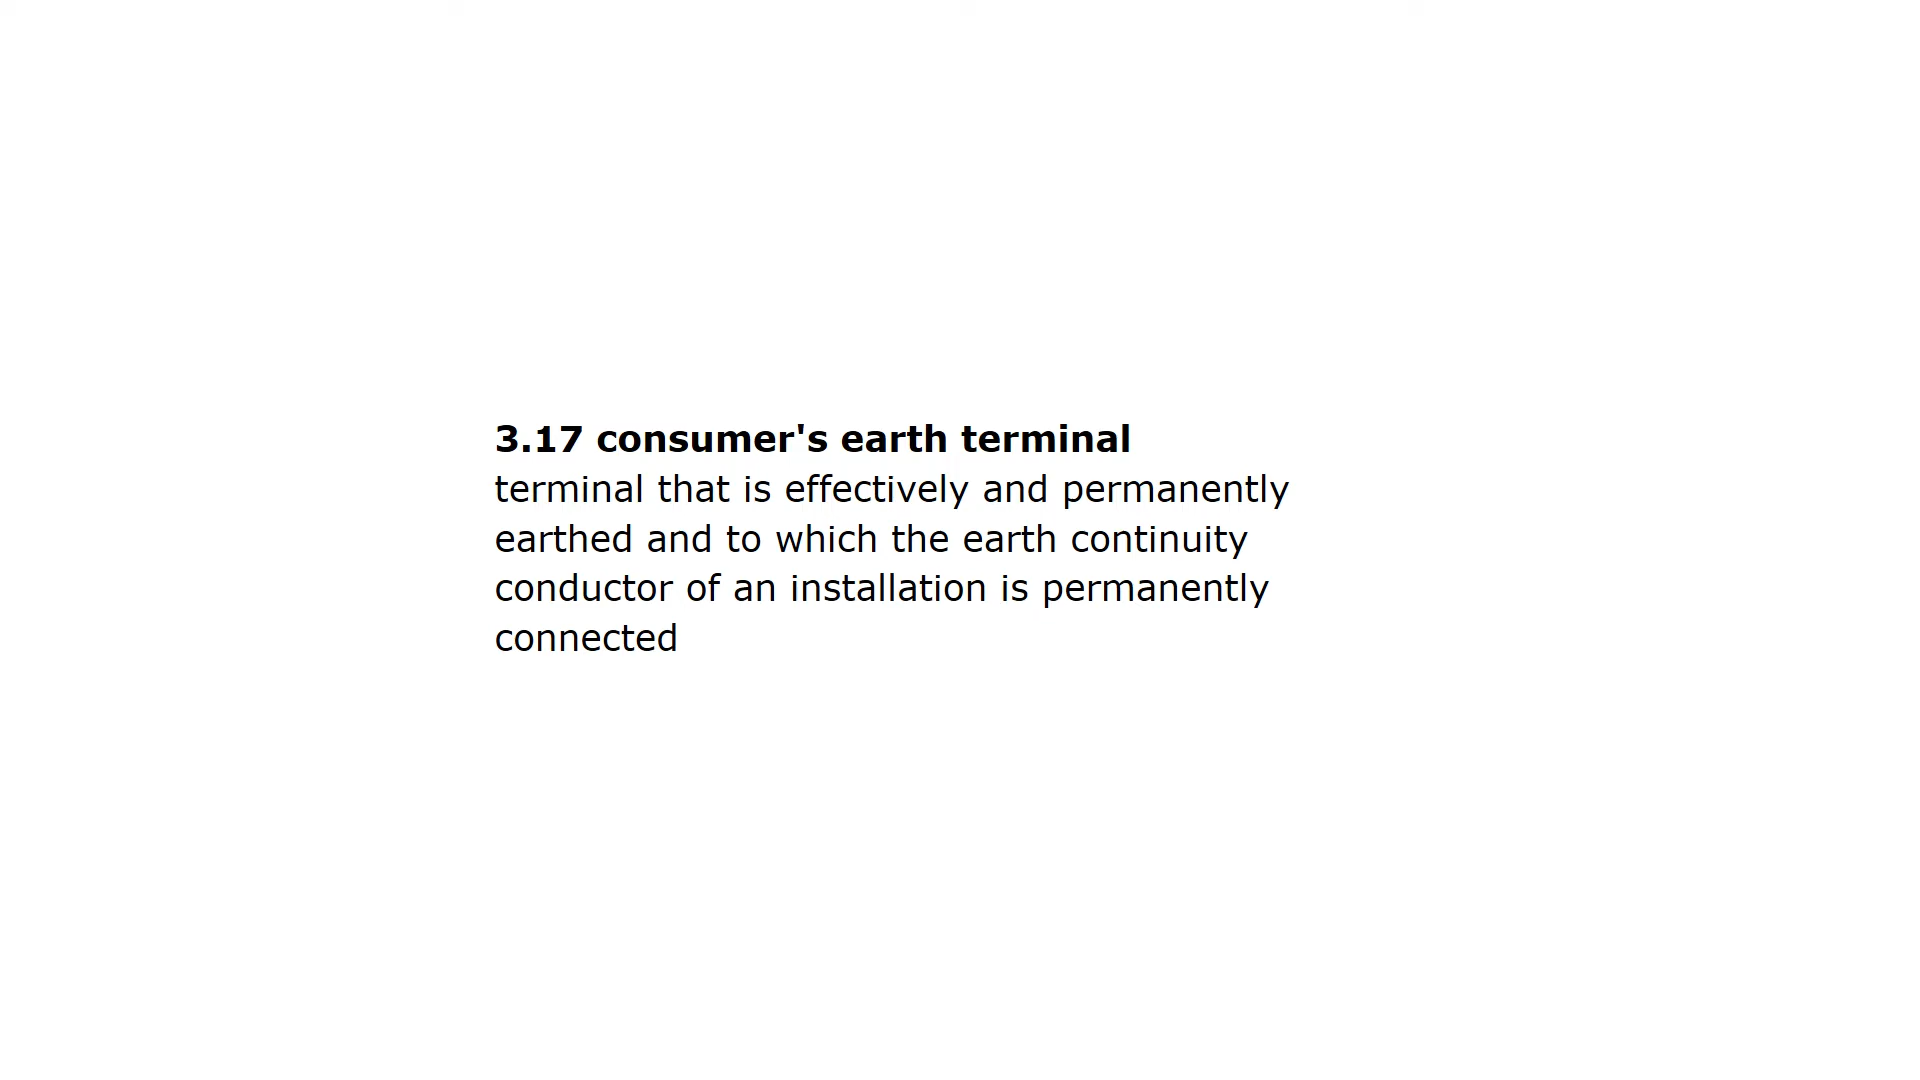 3.17 consumer's earth terminal
terminal that is effectively and permanently
earthed and to which the earth continuity
conductor of an installation is permanently
connected